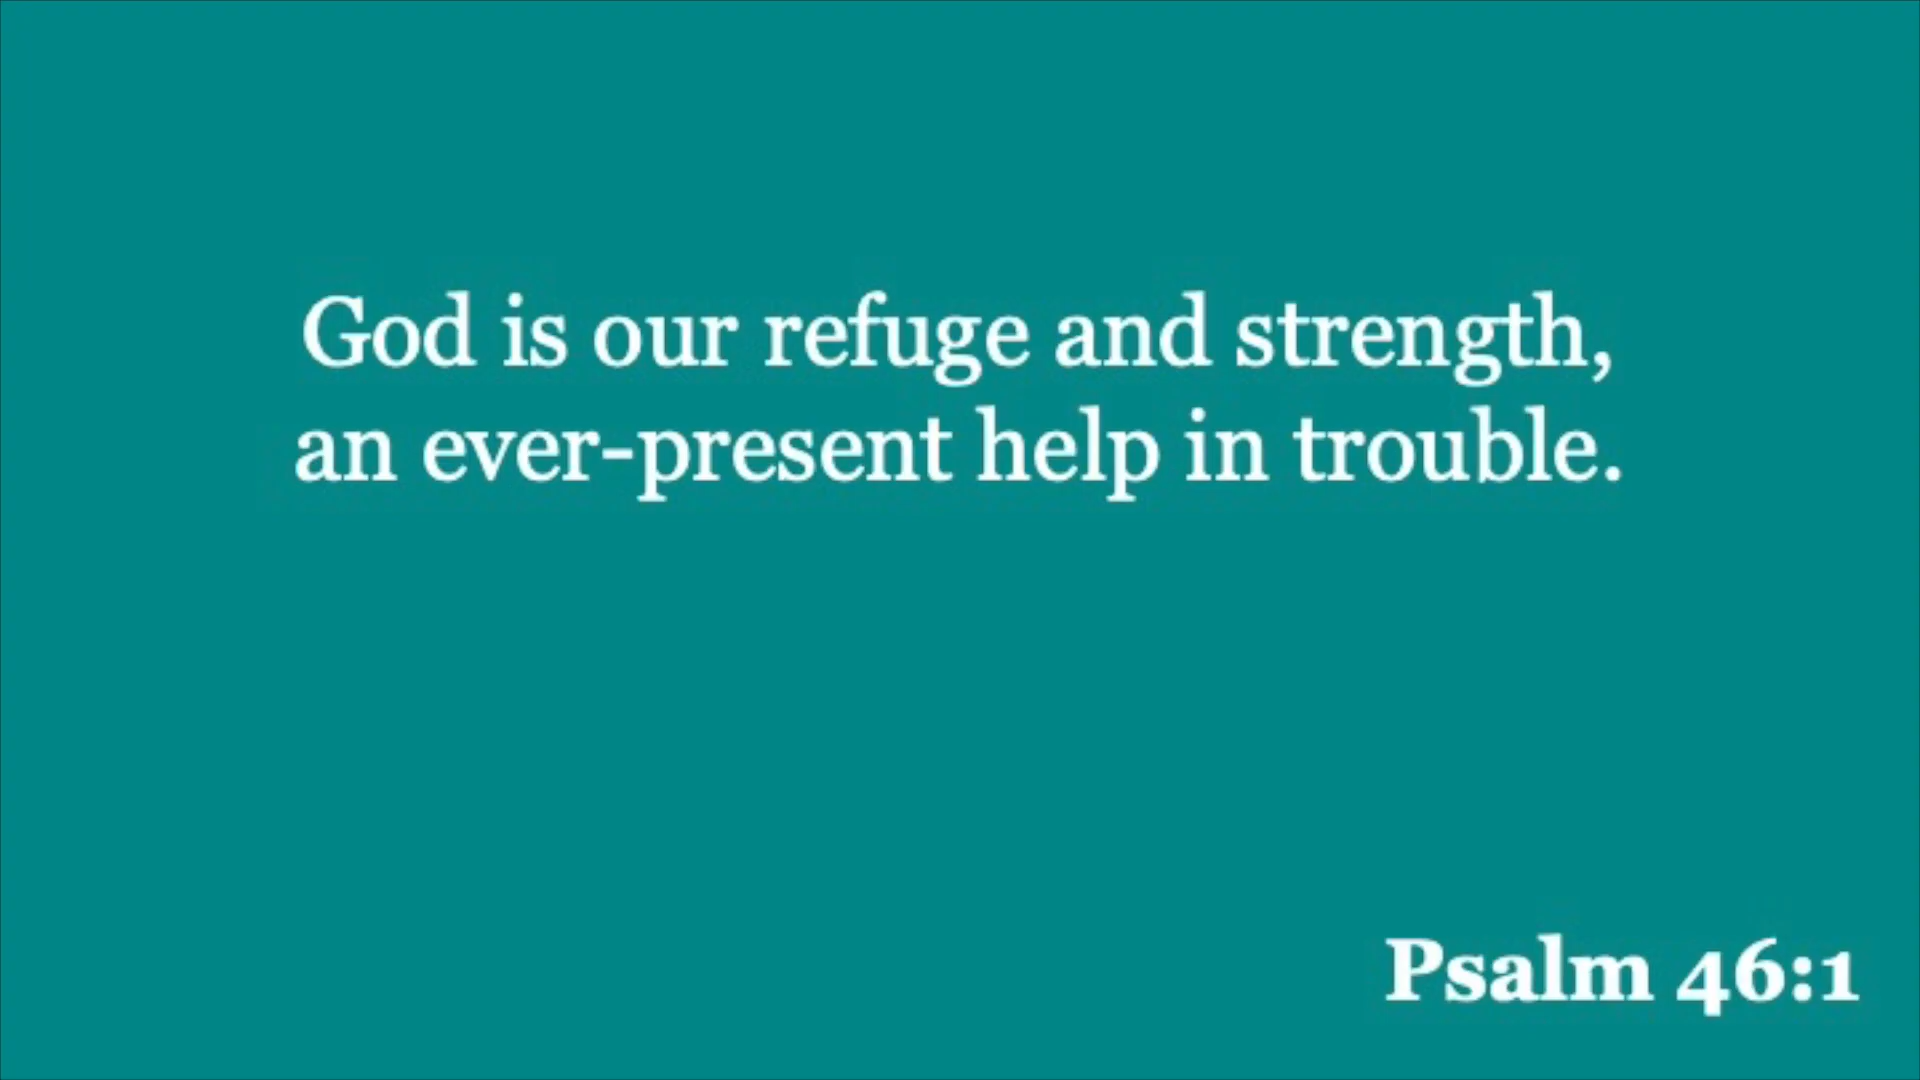 God is our refuge and strength,
an ever-present help in trouble.
Psalm 46:1